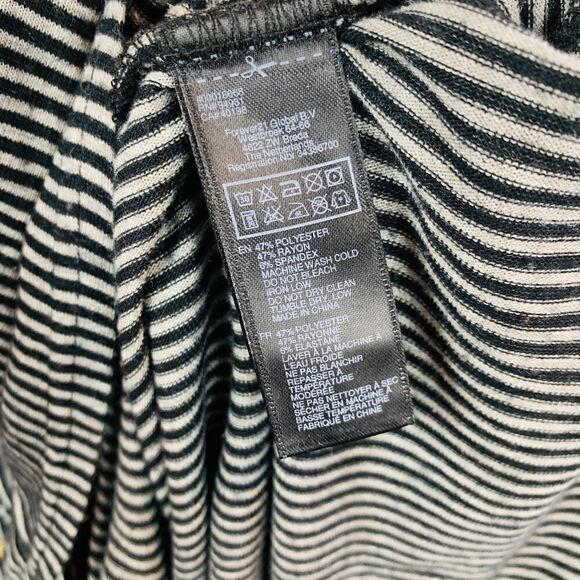 Forever21 Global B.V
4822 ZW Breda
The Netherlands
Registration Nbr
30
EN 47% POLYESTER
47% RAYON
6% SPANDEX
MACHINE WASH COLD
DO NOT BLEACH
IRON LOW
DO NOT DRY CLEAN
TUMBLE DRY, LOW
MADE IN CHINA
FR 47% POLYESTER
47% RAYONNE
ELASTANE
LAVER À LA MACHINE À
L'EAU FROIDE
NE PAS BLANCHIR
REPASSER À
TEMPÉRATURE
MODÉRÉE
NE PAS NETTOYER À SEC
SÉCHER EN MACHINE À
BASSE TEMPÉRATURE
FABRIQUÉ EN CHINE